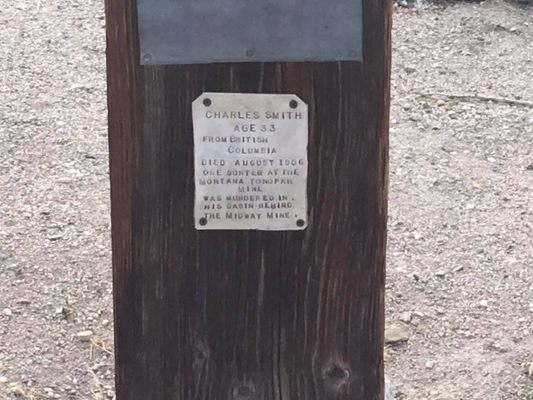 CHARLES SMITH
AGE 33
FROM BRITISH
COLUMBIA
DIED AUGUST 1906
ORE SORTER AT THE
MONTANA TONOPAH
MINE
WAS MURDERED IN
HIS CABIN BEHIND
THE MIDWAY MINE.